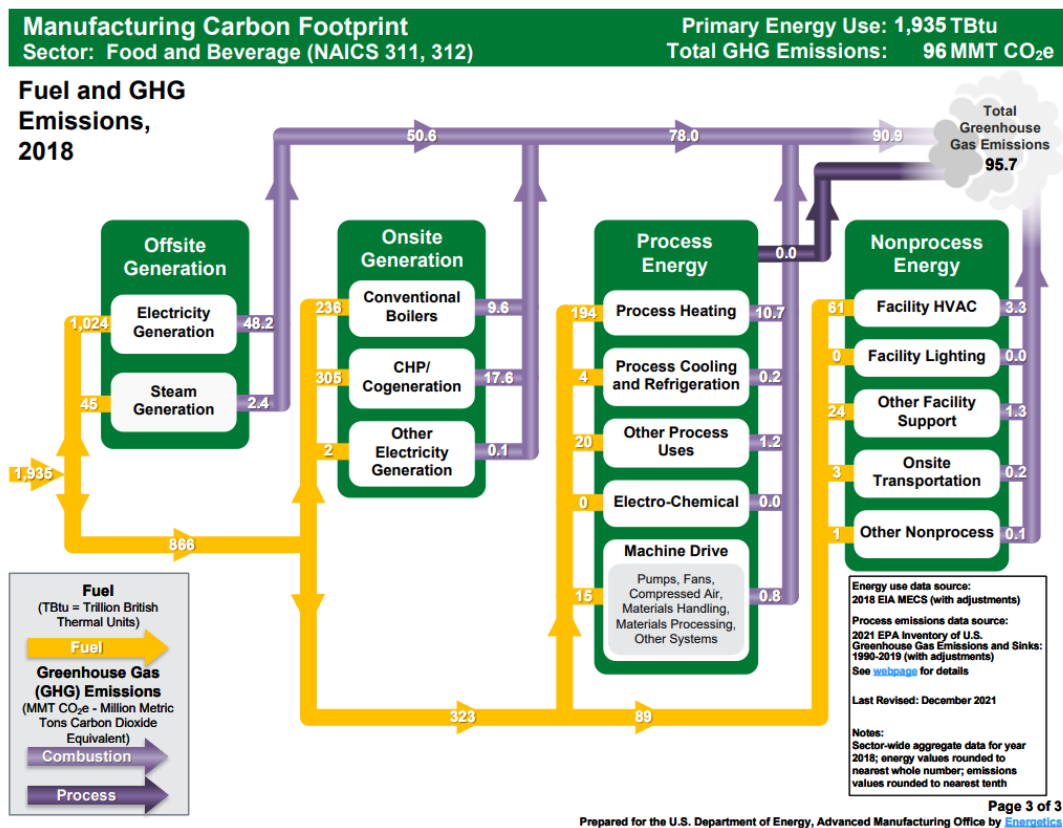 Manufacturing Carbon Footprint
Sector: Food and Beverage (NAICS 311, 312)
Primary Energy Use: 1,935 TBtu
Total GHG Emissions: 96 MMT CO₂e
Fuel and GHG
Emissions,
2018
50.6
78.0
90.9
Total
Greenhouse
Gas Emissions
95.7
Offsite
Generation
1,024
Electricity
Generation
48.2
45
Steam
Generation
2.4
1,935
866
Onsite
Generation
236
Conventional
Boilers
9.6
305
CHP/
Cogeneration
17.6
2
Other
Electricity
Generation
0.1
323
Process
Energy
0.0
194
Process Heating
10.7
4
Process Cooling
and Refrigeration
0.2
20
Other Process
Uses
1.2
0
Electro-Chemical
0.0
15
Machine Drive
Pumps, Fans,
Compressed Air,
Materials Handling,
Materials Processing,
Other Systems
0.8
89
Nonprocess
Energy
61
Facility HVAC
3.3
0
Facility Lighting
0.0
24
Other Facility
Support
1.3
3
Onsite
Transportation
0.2
1
Other Nonprocess
0.1
Fuel
(TBtu = Trillion British
Thermal Units)
Fuel
Greenhouse Gas
(GHG) Emissions
(MMT CO₂e - Million Metric
Tons Carbon Dioxide
Equivalent)
Combustion
Process
Energy use data source:
2018 EIA MECS (with adjustments)
Process emissions data source:
2021 EPA Inventory of U.S.
Greenhouse Gas Emissions and Sinks:
1990-2019 (with adjustments)
See webpage for details
Last Revised: December 2021
Notes:
Sector-wide aggregate data for year
2018; energy values rounded to
nearest whole number; emissions
values rounded to nearest tenth
Page 3 of 3
Prepared for the U.S. Department of Energy, Advanced Manufacturing Office by Energetics